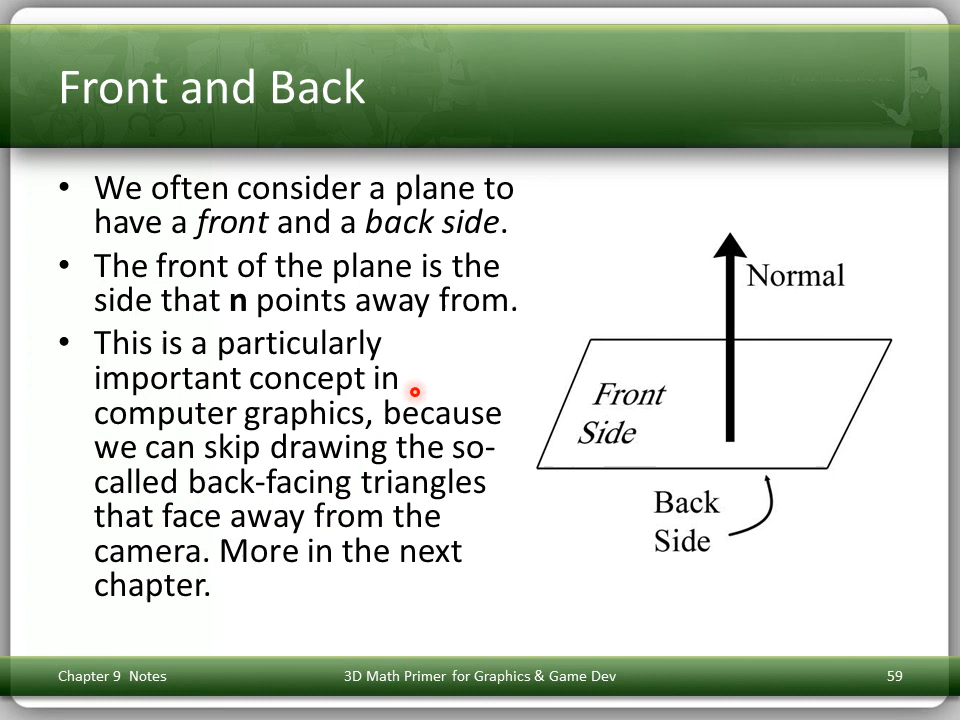 Front and Back
• We often consider a plane to
have a front and a back side.
• The front of the plane is the
side that n points away from.
• This is a particularly
important concept in
computer graphics, because
we can skip drawing the so-
called back-facing triangles
that face away from the
camera. More in the next
chapter.
Normal
Front
Side
Back
Side
Chapter 9 Notes
3D Math Primer for Graphics & Game Dev
59